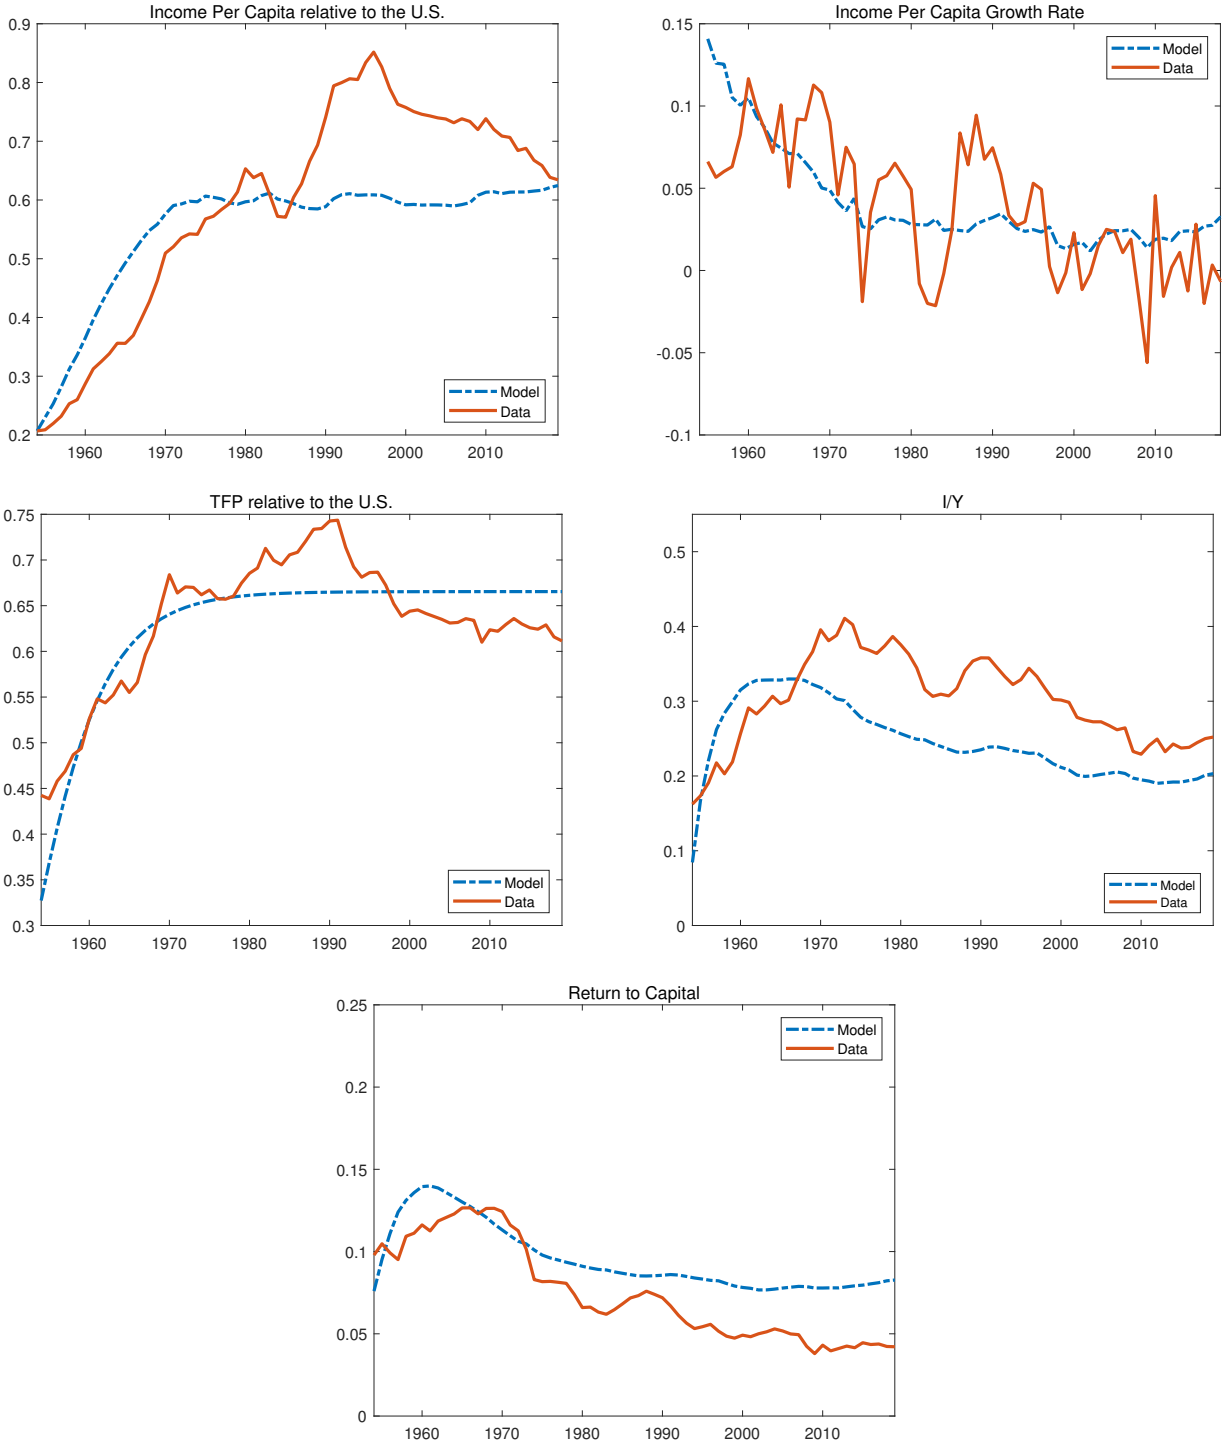 Income Per Capita relative to the U.S.
0.9
0.8
0.7
0.6
0.5
0.4
0.3
0.2
1960 1970 1980 1990 2000 2010
Model
Data
Income Per Capita Growth Rate
0.15
0.1
0.05
0
-0.05
-0.1
1960 1970 1980 1990 2000 2010
Model
Data
TFP relative to the U.S.
0.75
0.7
0.65
0.6
0.55
0.5
0.45
0.4
0.35
0.3
1960 1970 1980 1990 2000 2010
Model
Data
I/Y
0.5
0.4
0.3
0.2
0.1
0
1960 1970 1980 1990 2000 2010
Model
Data
Return to Capital
0.25
0.2
0.15
0.1
0.05
0
1960 1970 1980 1990 2000 2010
Model
Data